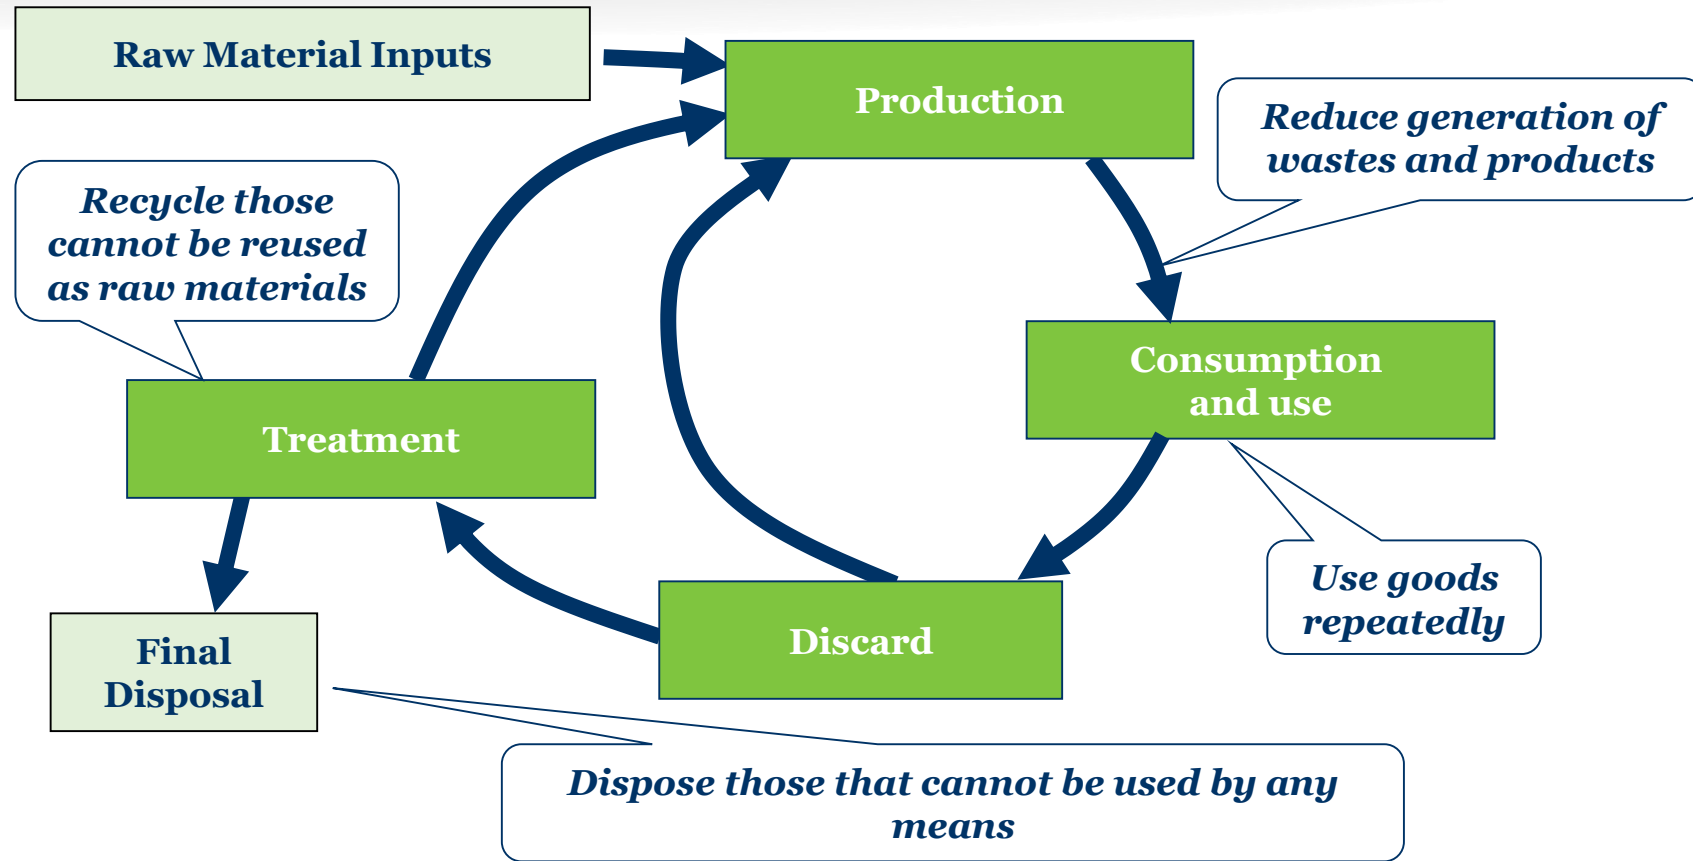 Raw Material Inputs
Production
Reduce generation of
wastes and products
Recycle those
cannot be reused
as raw materials
Consumption
and use
Treatment
Use goods
repeatedly
Discard
Final
Disposal
Dispose those that cannot be used by any
means